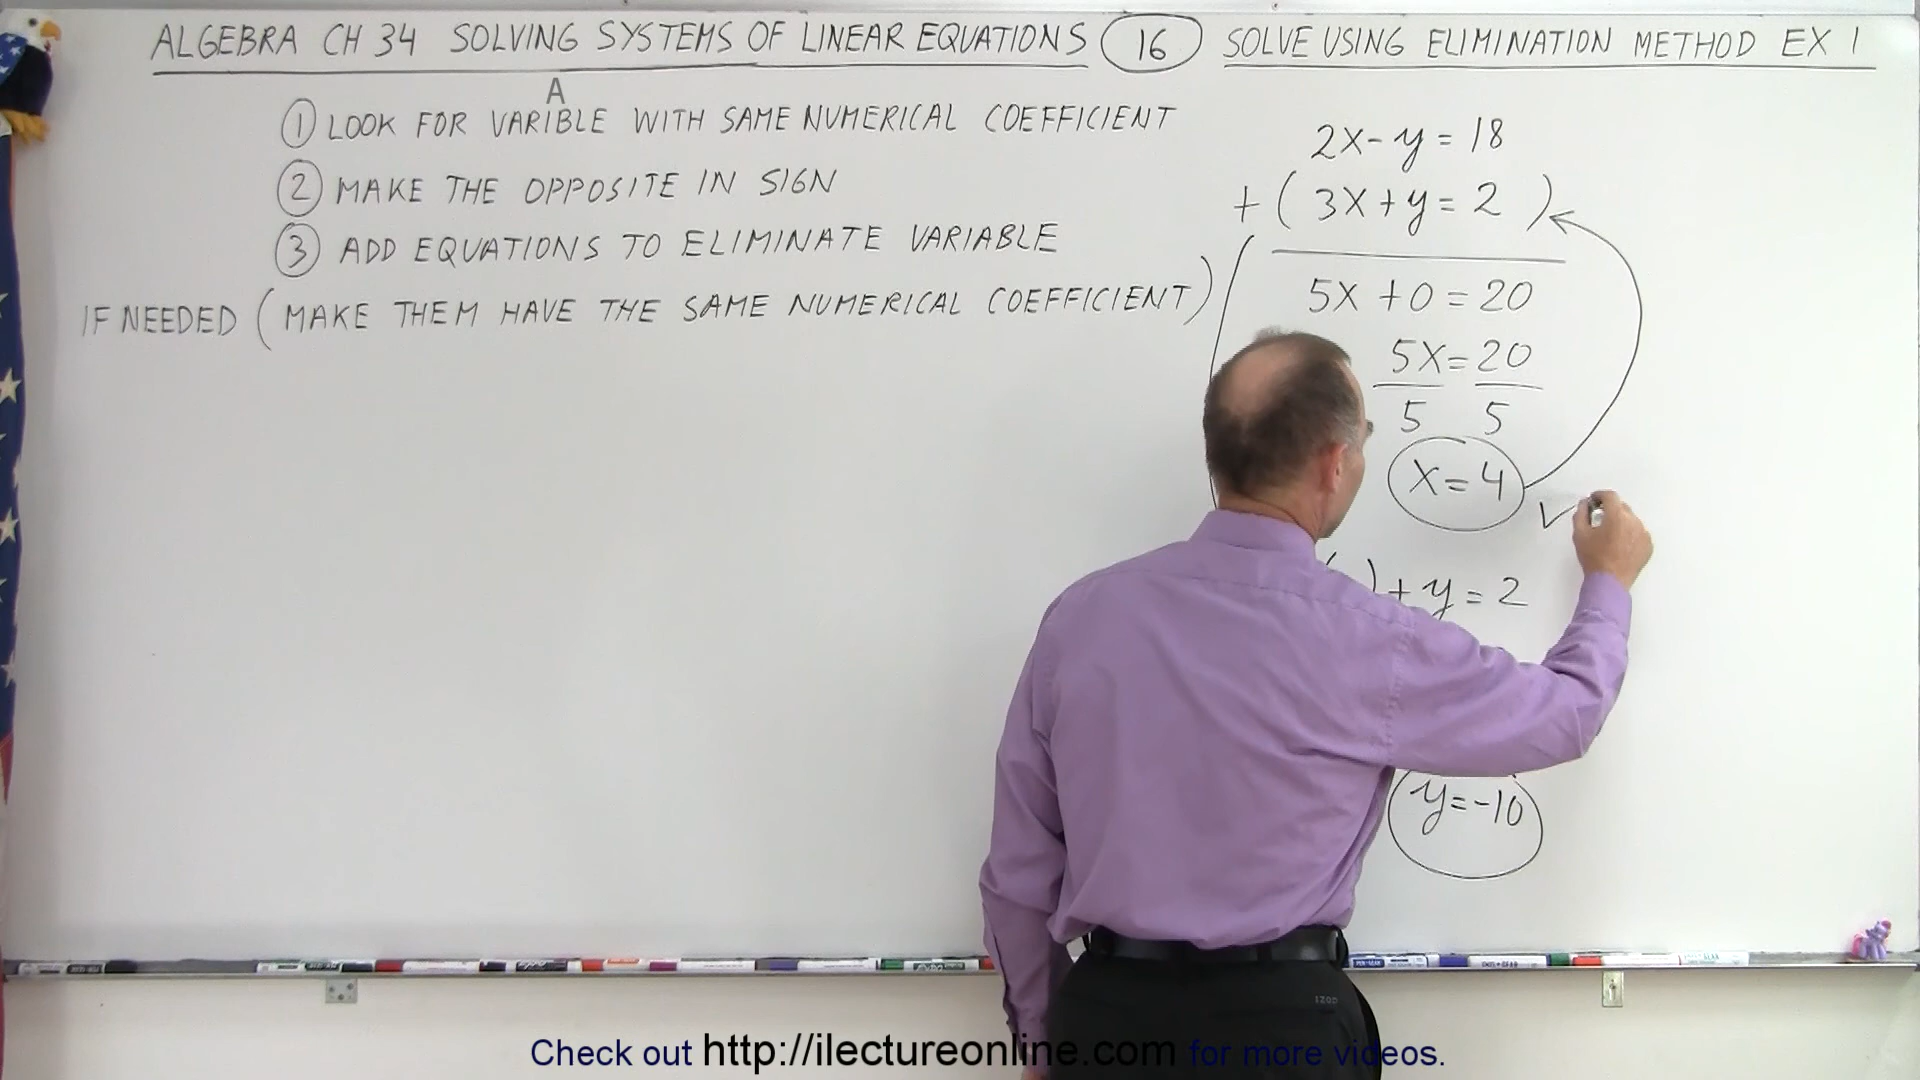 ALGEBRA CH 34 SOLVING SYSTEMS OF LINEAR EQUATIONS 16 SOLVE USING ELIMINATION METHOD EX 1
A
① LOOK FOR VARIBLE WITH SAME NUMERICAL COEFFICIENT
② MAKE THE OPPOSITE IN SIGN
③ ADD EQUATIONS TO ELIMINATE VARIABLE
IF NEEDED (MAKE THEM HAVE THE SAME NUMERICAL COEFFICIENT)
2x-y=18
+(3x+y=2)
5x+0=20
5x=20
5 5
x=4
)+y=2
y=-10
IZOD
Check out http://ilectureonline.com for more videos.